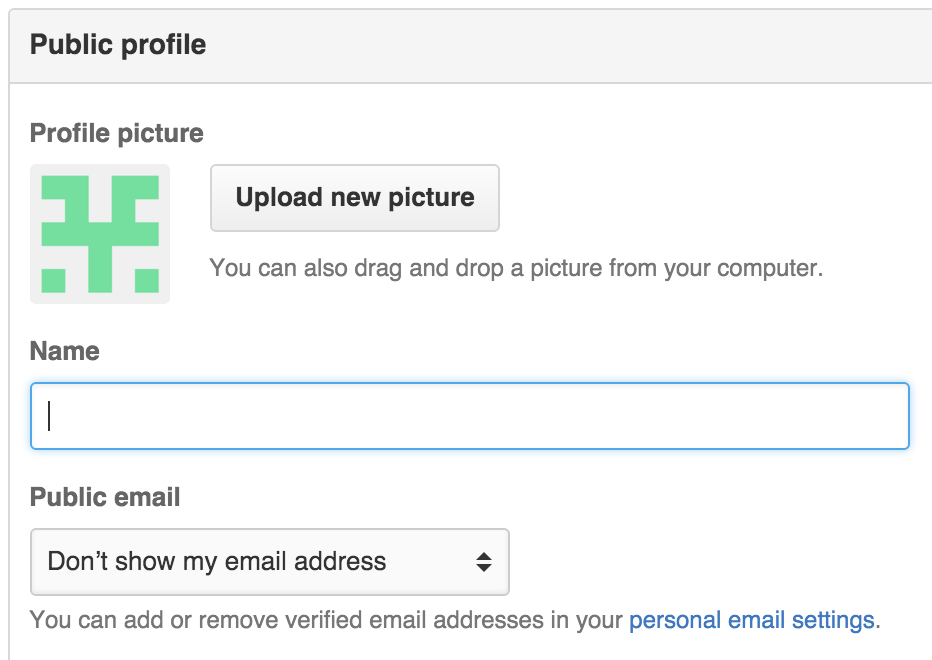 Public profile
Profile picture
Upload new picture
You can also drag and drop a picture from your computer.
Name
Public email
Don’t show my email address
You can add or remove verified email addresses in your personal email settings.